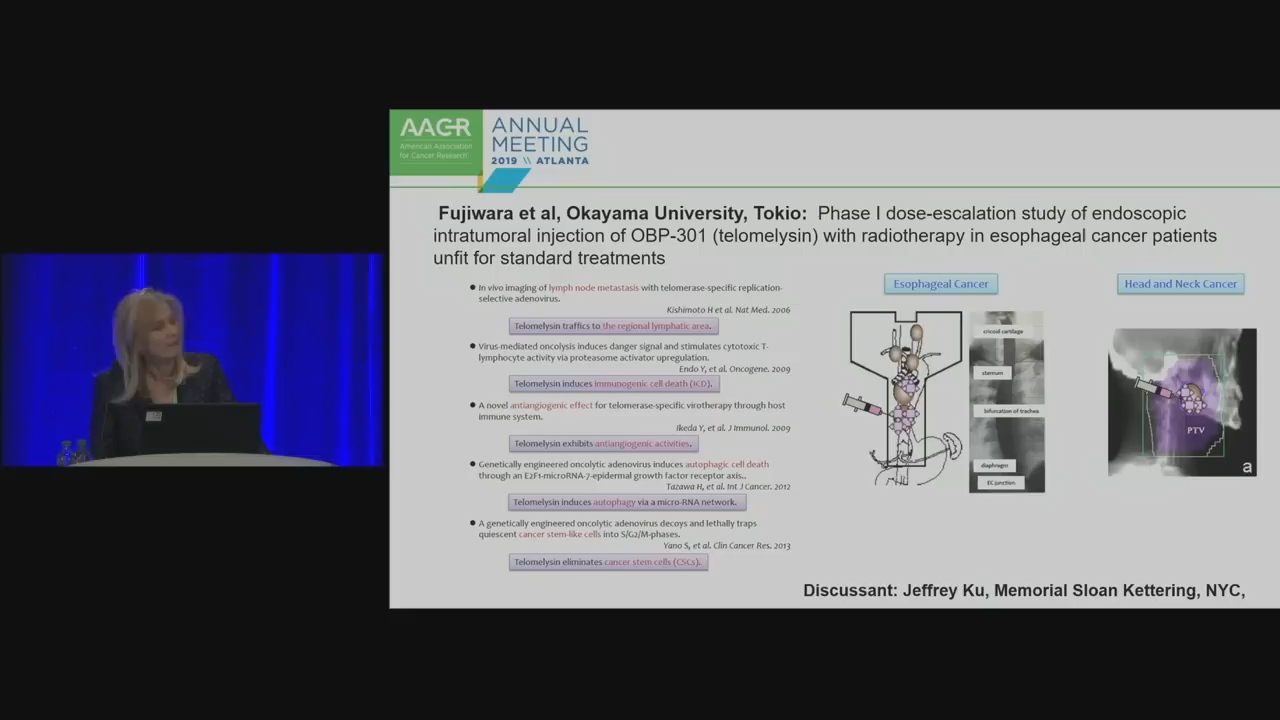 AACR
American Association
for Cancer Research
ANNUAL
MEETING
2019 \\ ATLANTA
Fujiwara et al, Okayama University, Tokio: Phase I dose-escalation study of endoscopic
intratumoral injection of OBP-301 (telomelysin) with radiotherapy in esophageal cancer patients
unfit for standard treatments
● In vivo imaging of lymph node metastasis with telomerase-specific replication-
selective adenovirus.
Kishimoto H et al. Nat Med. 2006
Telomelysin traffics to the regional lymphatic area.
● Virus-mediated oncolysis induces danger signal and stimulates cytotoxic T-
lymphocyte activity via proteasome activator upregulation.
Endo Y, et al. Oncogene. 2009
Telomelysin induces immunogenic cell death (ICD).
● A novel antiangiogenic effect for telomerase-specific virotherapy through host
immune system.
Ikeda Y, et al. J Immunol. 2009
Telomelysin exhibits antiangiogenic activities.
● Genetically engineered oncolytic adenovirus induces autophagic cell death
through an E2F1-microRNA-7-epidermal growth factor receptor axis..
Tazawa H, et al. Int J Cancer. 2012
Telomelysin induces autophagy via a micro-RNA network.
● A genetically engineered oncolytic adenovirus decoys and lethally traps
quiescent cancer stem-like cells into S/G2/M-phases.
Yano S, et al. Clin Cancer Res. 2013
Telomelysin eliminates cancer stem cells (CSCs).
Esophageal Cancer
cricoid cartilage
sternum
bifurcation of trachea
diaphragm
EC junction
Head and Neck Cancer
PTV
a
Discussant: Jeffrey Ku, Memorial Sloan Kettering, NYC,